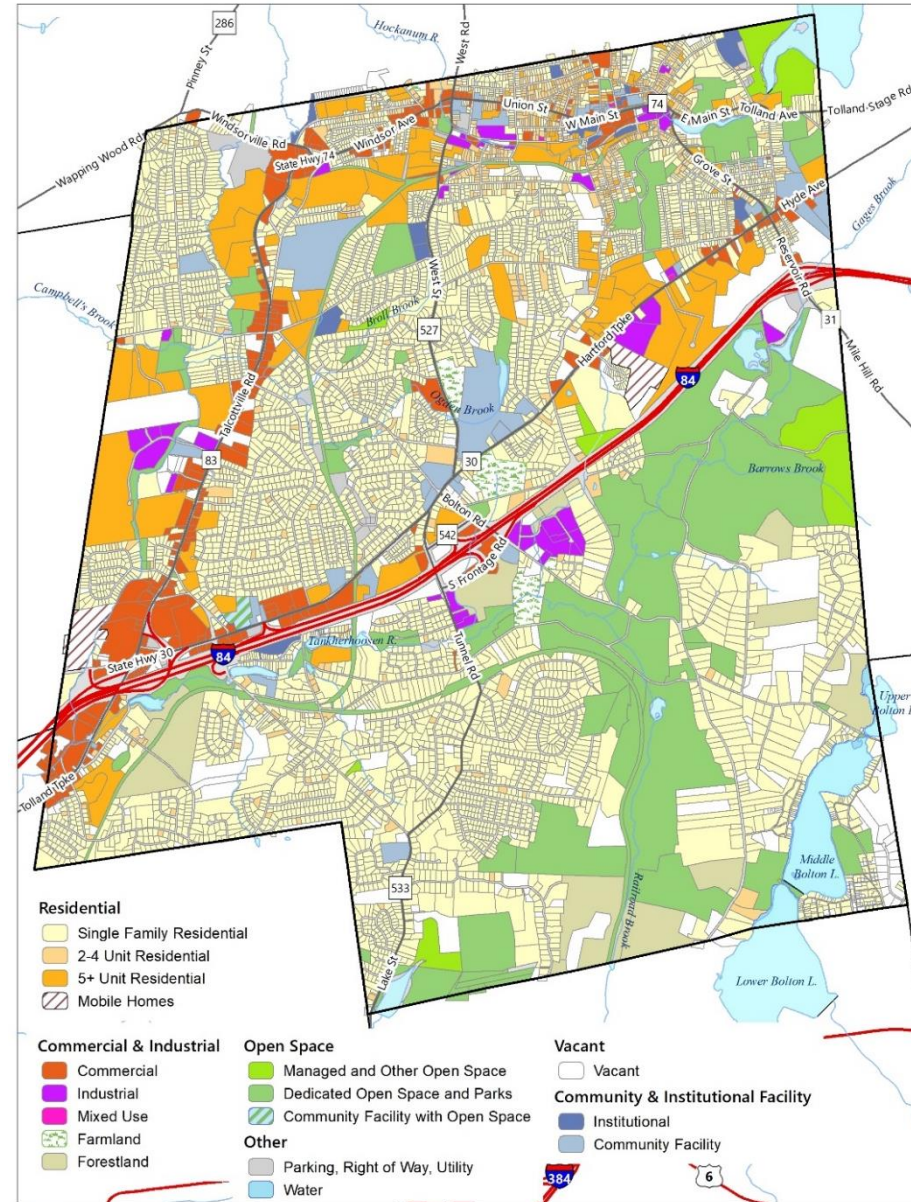 286
Pinney St
Hockanum R.
West Rd
Union St
74
W Main St
E Main St
Tolland Ave
Tolland-Stage Rd
Windsorville Rd
Windsor Ave
State Hwy 74
Wapping Wood Rd
Grove St
Hyde Ave
Gages Brook
Reservoir Rd
West St
Campbell's Brook
Broll Brook
527
Hartford Tpke
31
84
Mile Hill Rd
Talcottville Rd
Ogden Brook
83
30
Barrows Brook
Bolton Rd
542
S Frontage Rd
Tankherhoosen R.
State Hwy 30
84
Tunnel Rd
Upper
Bolton L
Tolland Tpke
Middle
Bolton L.
533
Railroad Brook
Lake St
Lower Bolton L.
Residential
Single Family Residential
2-4 Unit Residential
5+ Unit Residential
Mobile Homes
Commercial & Industrial
Commercial
Industrial
Mixed Use
Farmland
Forestland
Open Space
Managed and Other Open Space
Dedicated Open Space and Parks
Community Facility with Open Space
Other
Parking, Right of Way, Utility
Water
Vacant
Vacant
Community & Institutional Facility
Institutional
Community Facility
384
6